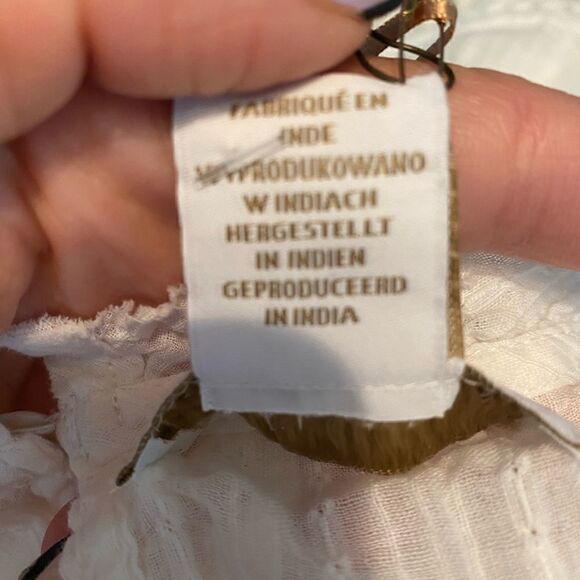 FABRIQUÉ EN
INDE
WYPRODUKOWANO
W INDIACH
HERGESTELLT
IN INDIEN
GEPRODUCEERD
IN INDIA